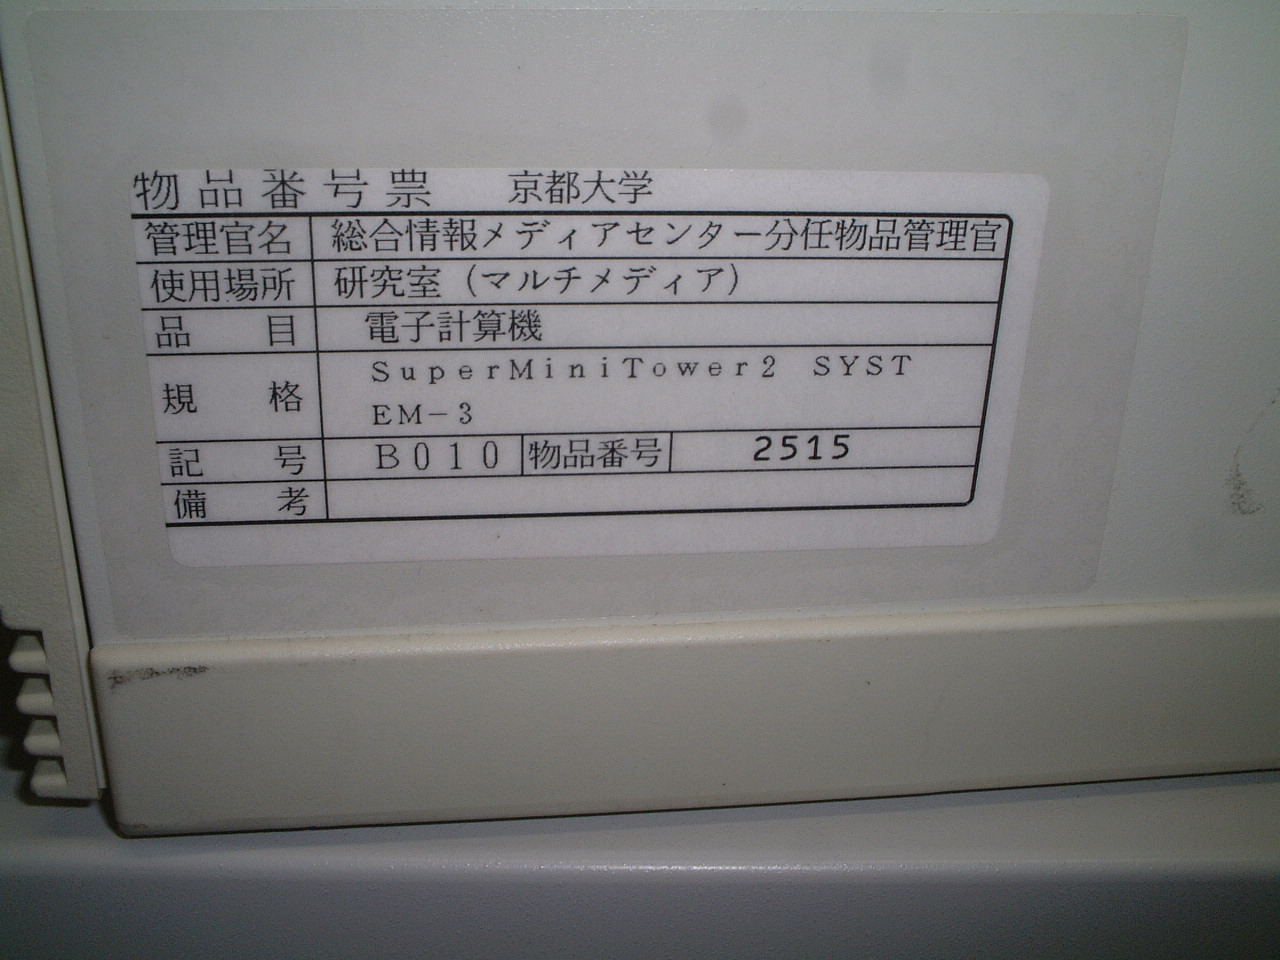 物品番号票 京都大学
管理官名 総合情報メディアセンター分任物品管理官
使用場所 研究室（マルチメディア）
品目 電子計算機
規格 ＳｕｐｅｒＭｉｎｉＴｏｗｅｒ２ ＳＹＳＴ
ＥＭ－３
記号 Ｂ０１０ 物品番号 2515
備考